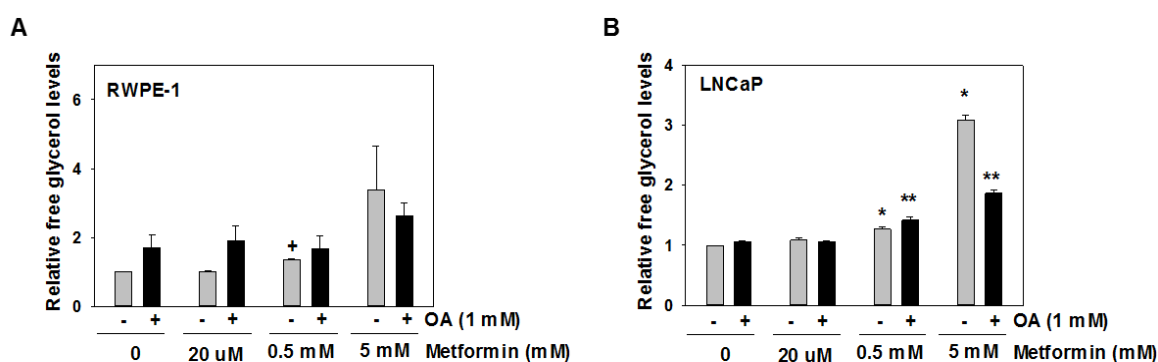 A
Relative free glycerol levels
6
4
2
0
RWPE-1
+
- + - + - + - + OA (1 mM)
0 20 uM 0.5 mM 5 mM Metformin (mM)
B
Relative free glycerol levels
4
3
2
1
0
LNCaP
* ** * **
- + - + - + - + OA (1 mM)
0 20 uM 0.5 mM 5 mM Metformin (mM)